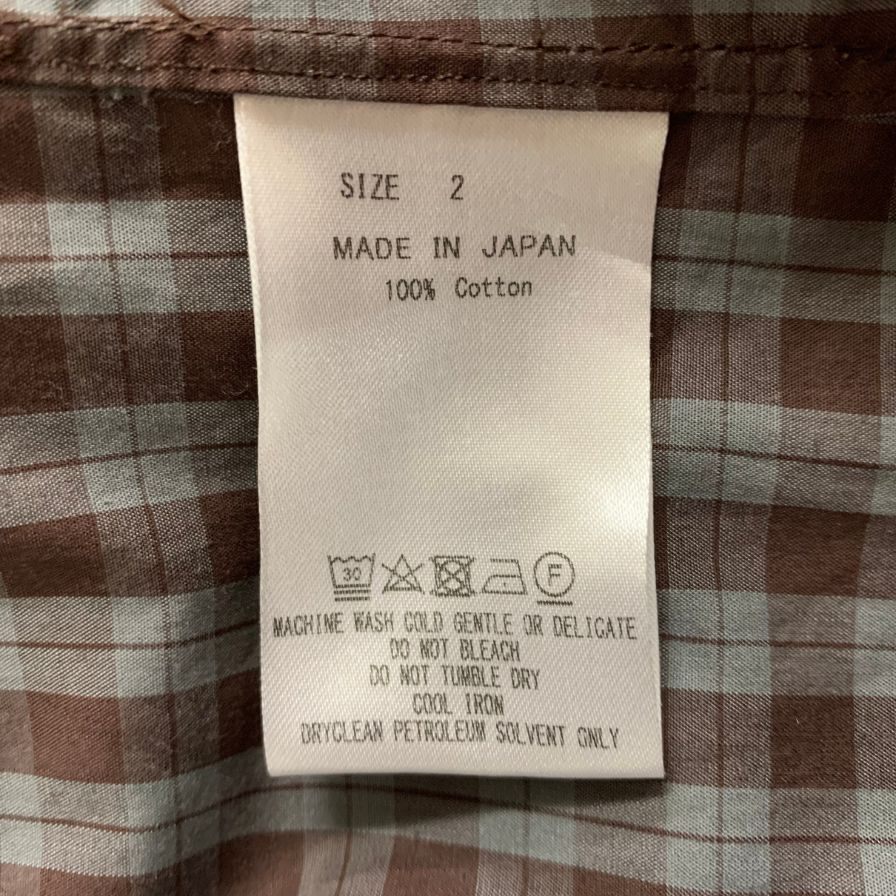 SIZE 2
MADE IN JAPAN
100% Cotton
30 F
MACHINE WASH COLD GENTLE OR DELICATE
DO NOT BLEACH
DO NOT TUMBLE DRY
COOL IRON
DRYCLEAN PETROLEUM SOLVENT ONLY